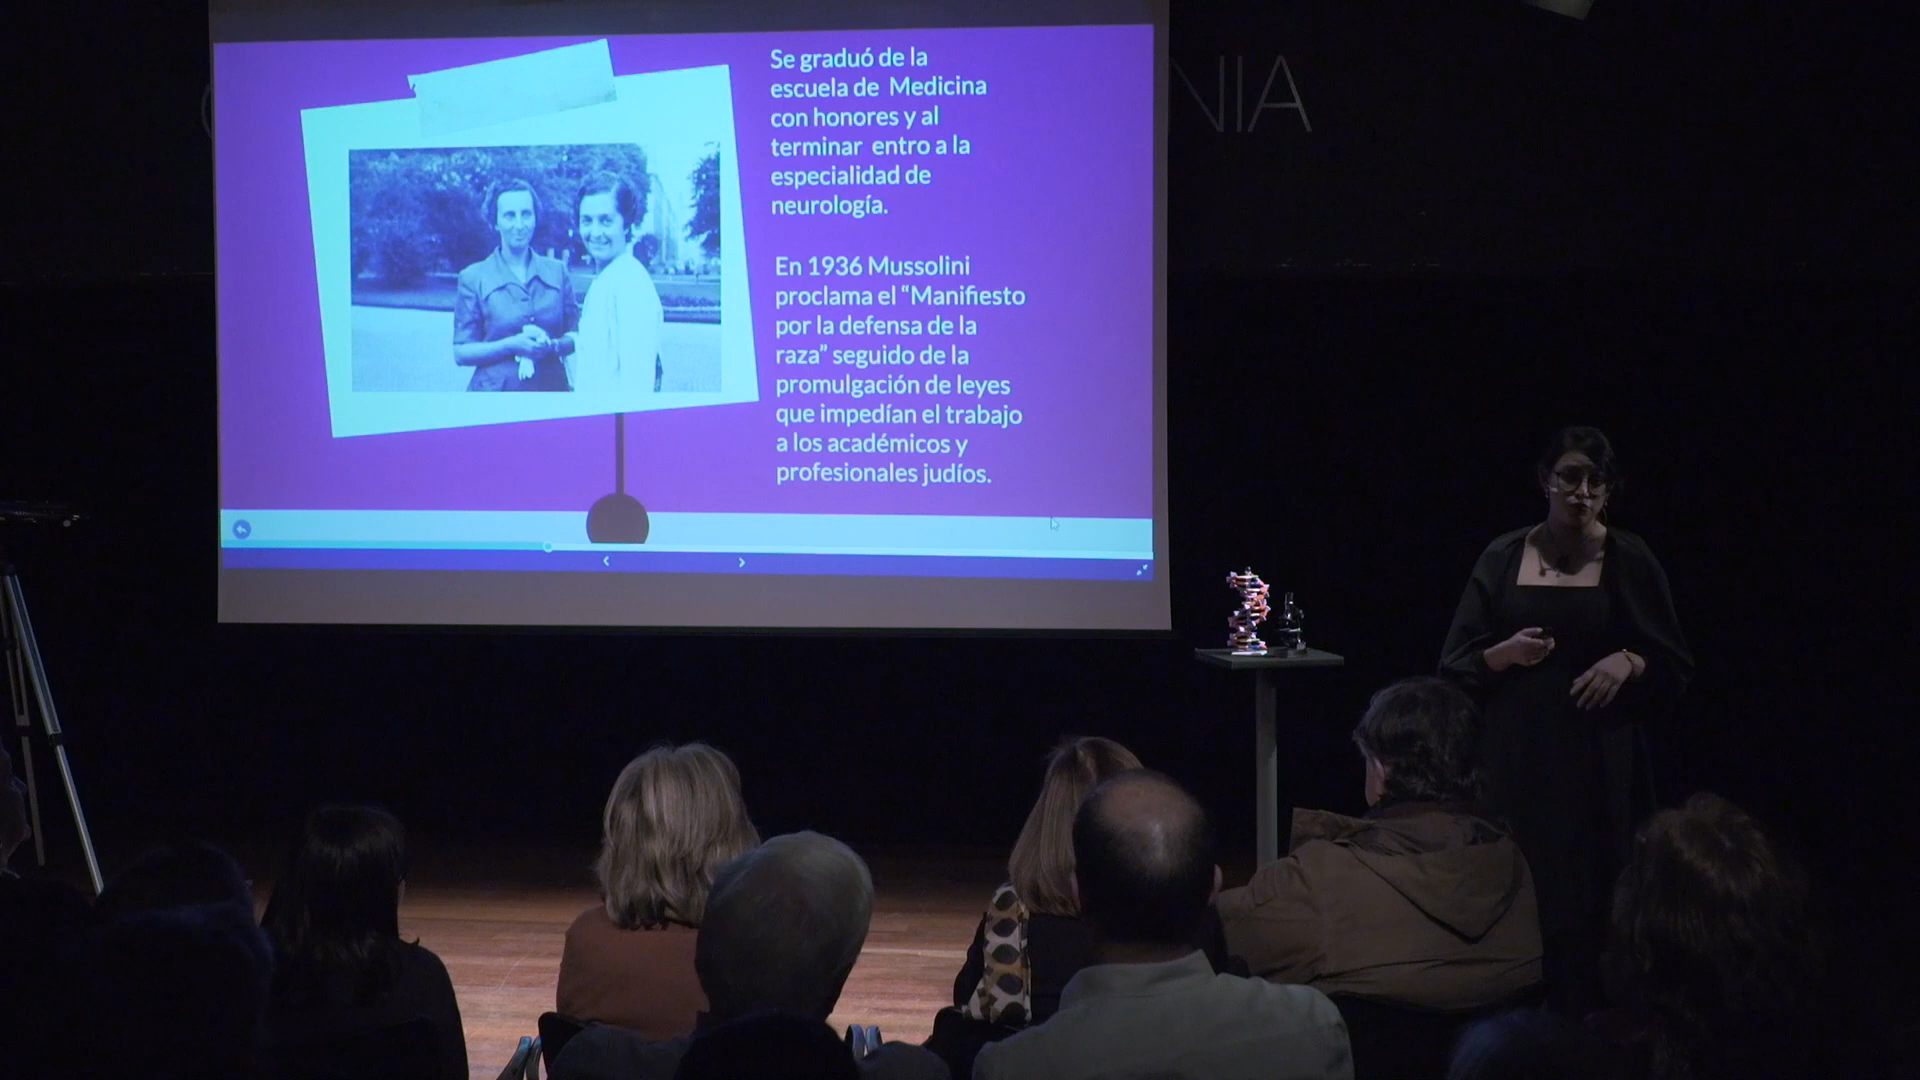 Se graduó de la
escuela de Medicina
con honores y al
terminar entro a la
especialidad de
neurología.
En 1936 Mussolini
proclama el “Manifiesto
por la defensa de la
raza” seguido de la
promulgación de leyes
que impedían el trabajo
a los académicos y
profesionales judíos.